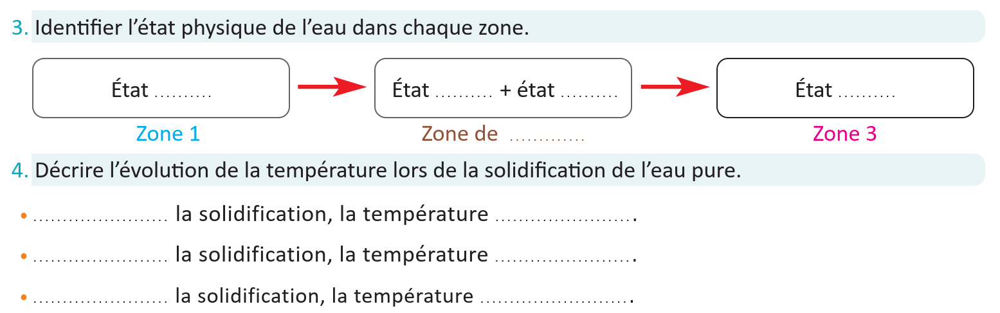 3. Identifier l'état physique de l'eau dans chaque zone.
État ..........
État .......... + état ..........
État ..........
Zone 1
Zone de .............
Zone 3
4. Décrire l'évolution de la température lors de la solidification de l'eau pure.
• ....................... la solidification, la température .......................
• ....................... la solidification, la température .......................
• ....................... la solidification, la température .........................